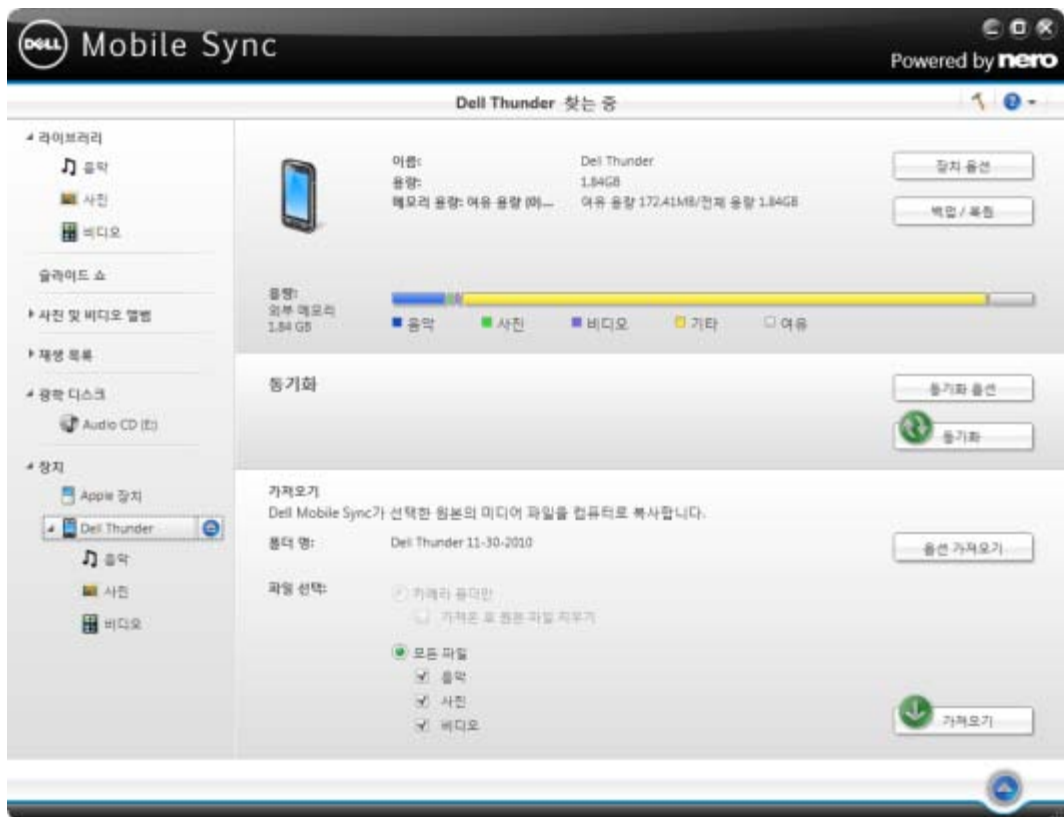 DELL Mobile Sync
Powered by nero
Dell Thunder 찾는 중
라이브러리
음악
사진
비디오
슬라이드 쇼
사진 및 비디오 앨범
재생 목록
광학 디스크
Audio CD (E:)
장치
Apple 장치
Dell Thunder
음악
사진
비디오
이름: Dell Thunder
용량: 1.84GB
메모리 용량: 여유 용량 (여... 여유 용량 172.41MB/전체 용량 1.84GB
장치 옵션
백업 / 복원
용량:
외부 메모리
1.84 GB
음악 사진 비디오 기타 여유
동기화
동기화 옵션
동기화
가져오기
Dell Mobile Sync가 선택한 원본의 미디어 파일을 컴퓨터로 복사합니다.
폴더 명: Dell Thunder 11-30-2010
옵션 가져오기
파일 선택: 카메라 폴더만
가져온 후 원본 파일 지우기
모든 파일
음악
사진
비디오
가져오기